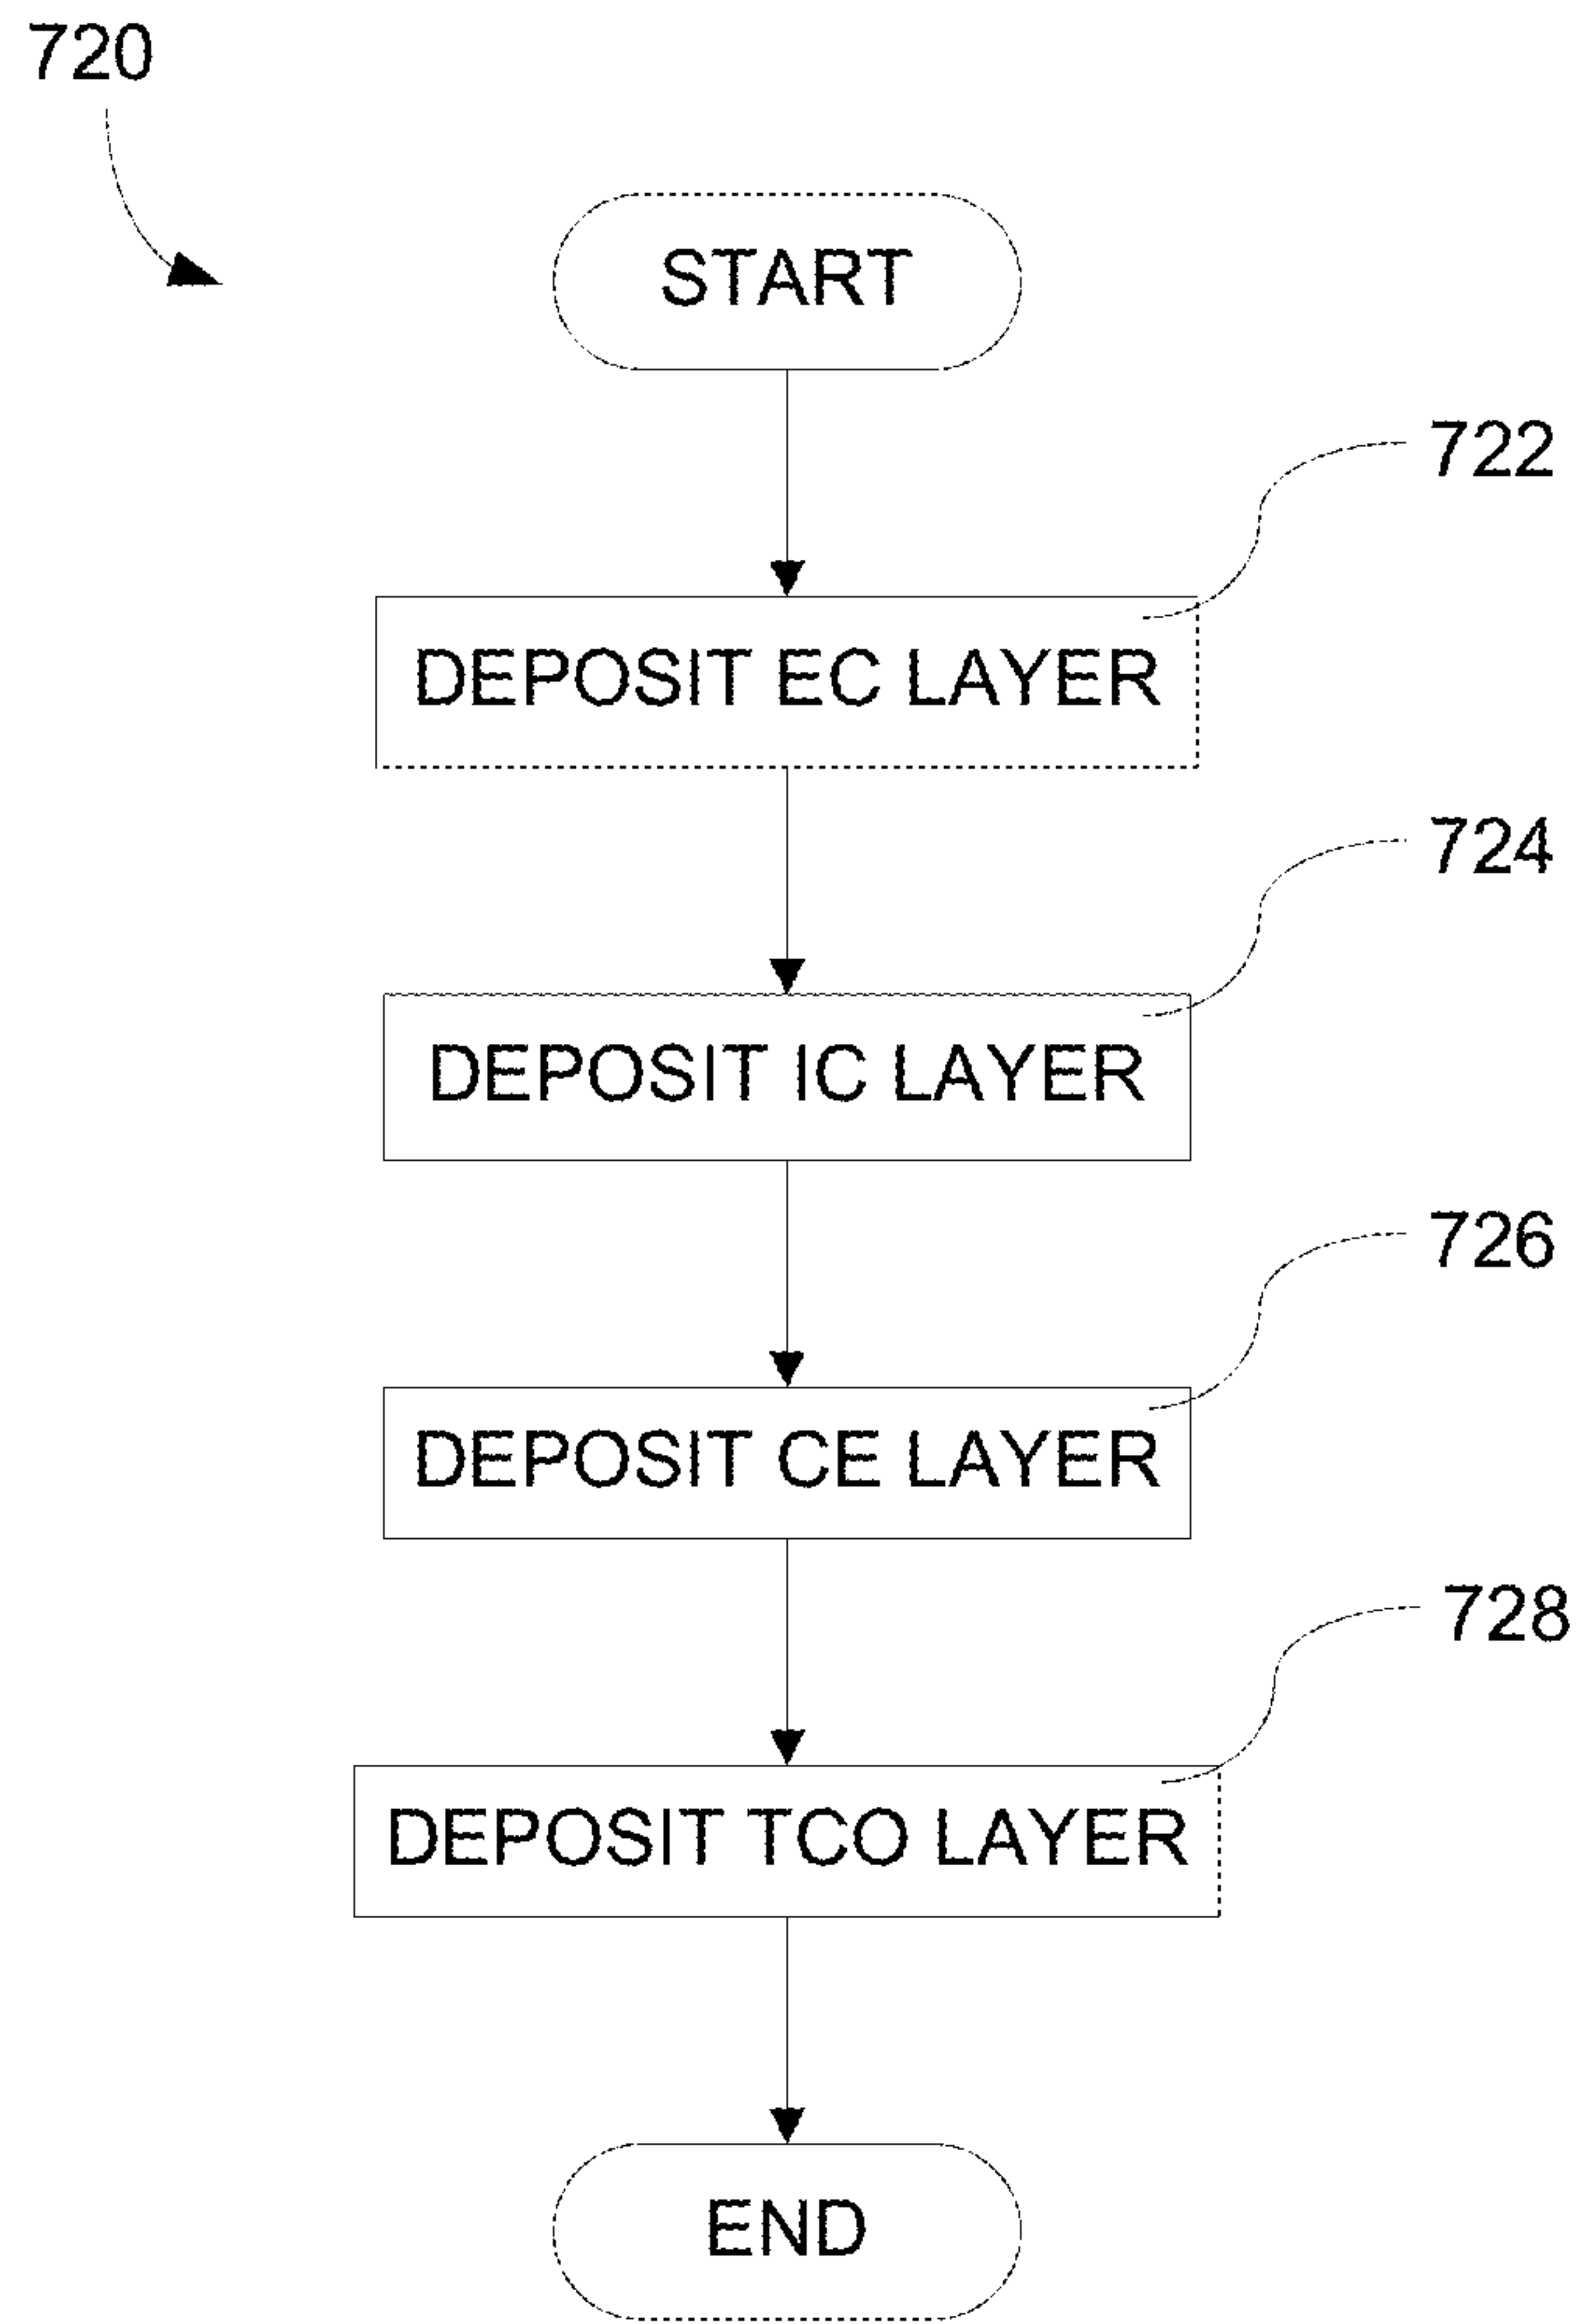 720
START
722
DEPOSIT EC LAYER
724
DEPOSIT IC LAYER
726
DEPOSIT CE LAYER
728
DEPOSIT TCO LAYER
END